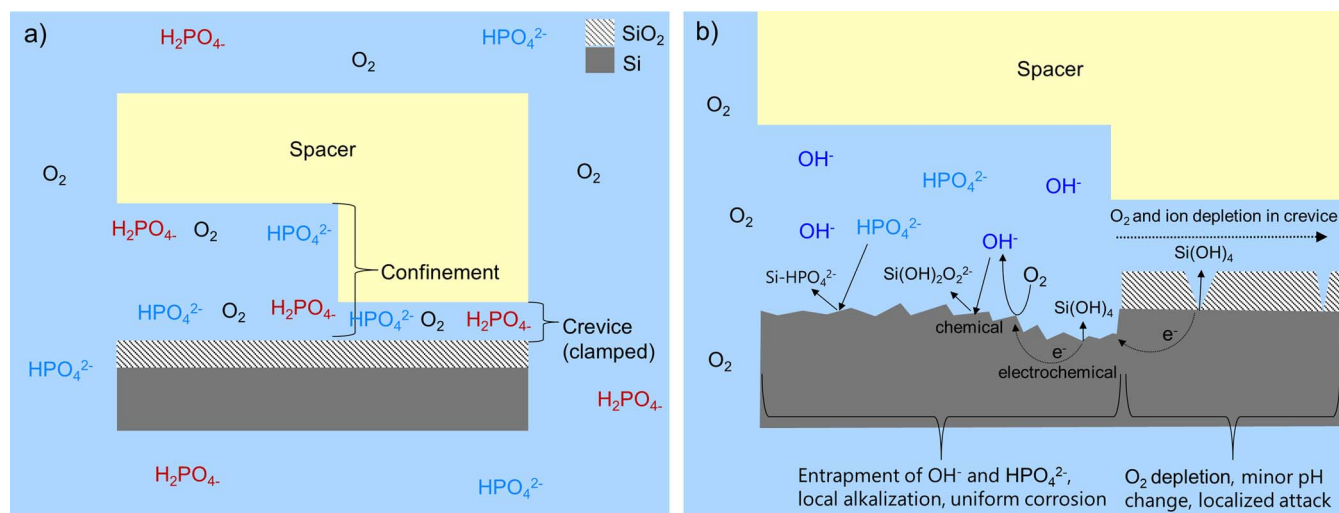 a)
H₂PO₄-
HPO₄²⁻
SiO₂
Si
O₂
Spacer
O₂
O₂
H₂PO₄-
O₂
HPO₄²⁻
Confinement
HPO₄²⁻
O₂
H₂PO₄-
HPO₄²⁻
O₂
H₂PO₄-
Crevice
(clamped)
HPO₄²⁻
H₂PO₄-
H₂PO₄-
HPO₄²⁻
b)
Spacer
O₂
OH⁻
HPO₄²⁻
OH⁻
O₂
OH⁻
HPO₄²⁻
OH⁻
O₂ and ion depletion in crevice
Si-HPO₄²⁻
Si(OH)₂O₂²⁻
O₂
Si(OH)₄
Si(OH)₄
chemical
e⁻
electrochemical
e⁻
O₂
Entrapment of OH⁻ and HPO₄²⁻,
local alkalization, uniform corrosion
O₂ depletion, minor pH
change, localized attack